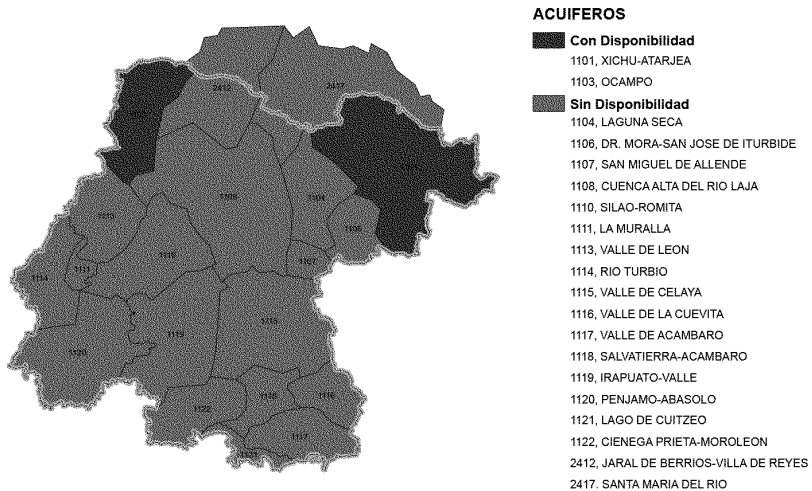 ACUIFEROS
Con Disponibilidad
1101, XICHU-ATARJEA
1103, OCAMPO
Sin Disponibilidad
1104, LAGUNA SECA
1106, DR. MORA-SAN JOSE DE ITURBIDE
1107, SAN MIGUEL DE ALLENDE
1108, CUENCA ALTA DEL RIO LAJA
1110, SILAO-ROMITA
1111, LA MURALLA
1113, VALLE DE LEON
1114, RIO TURBIO
1115, VALLE DE CELAYA
1116, VALLE DE LA CUEVITA
1117, VALLE DE ACAMBARO
1118, SALVATIERRA-ACAMBARO
1119, IRAPUATO-VALLE
1120, PENJAMO-ABASOLO
1121, LAGO DE CUITZEO
1122, CIENEGA PRIETA-MOROLEON
2412, JARAL DE BERRIOS-VILLA DE REYES
2417, SANTA MARIA DEL RIO
2412
2417
1104
1113
1110
1111
1114
1107
1115
1119
1120
1116
1122
1117